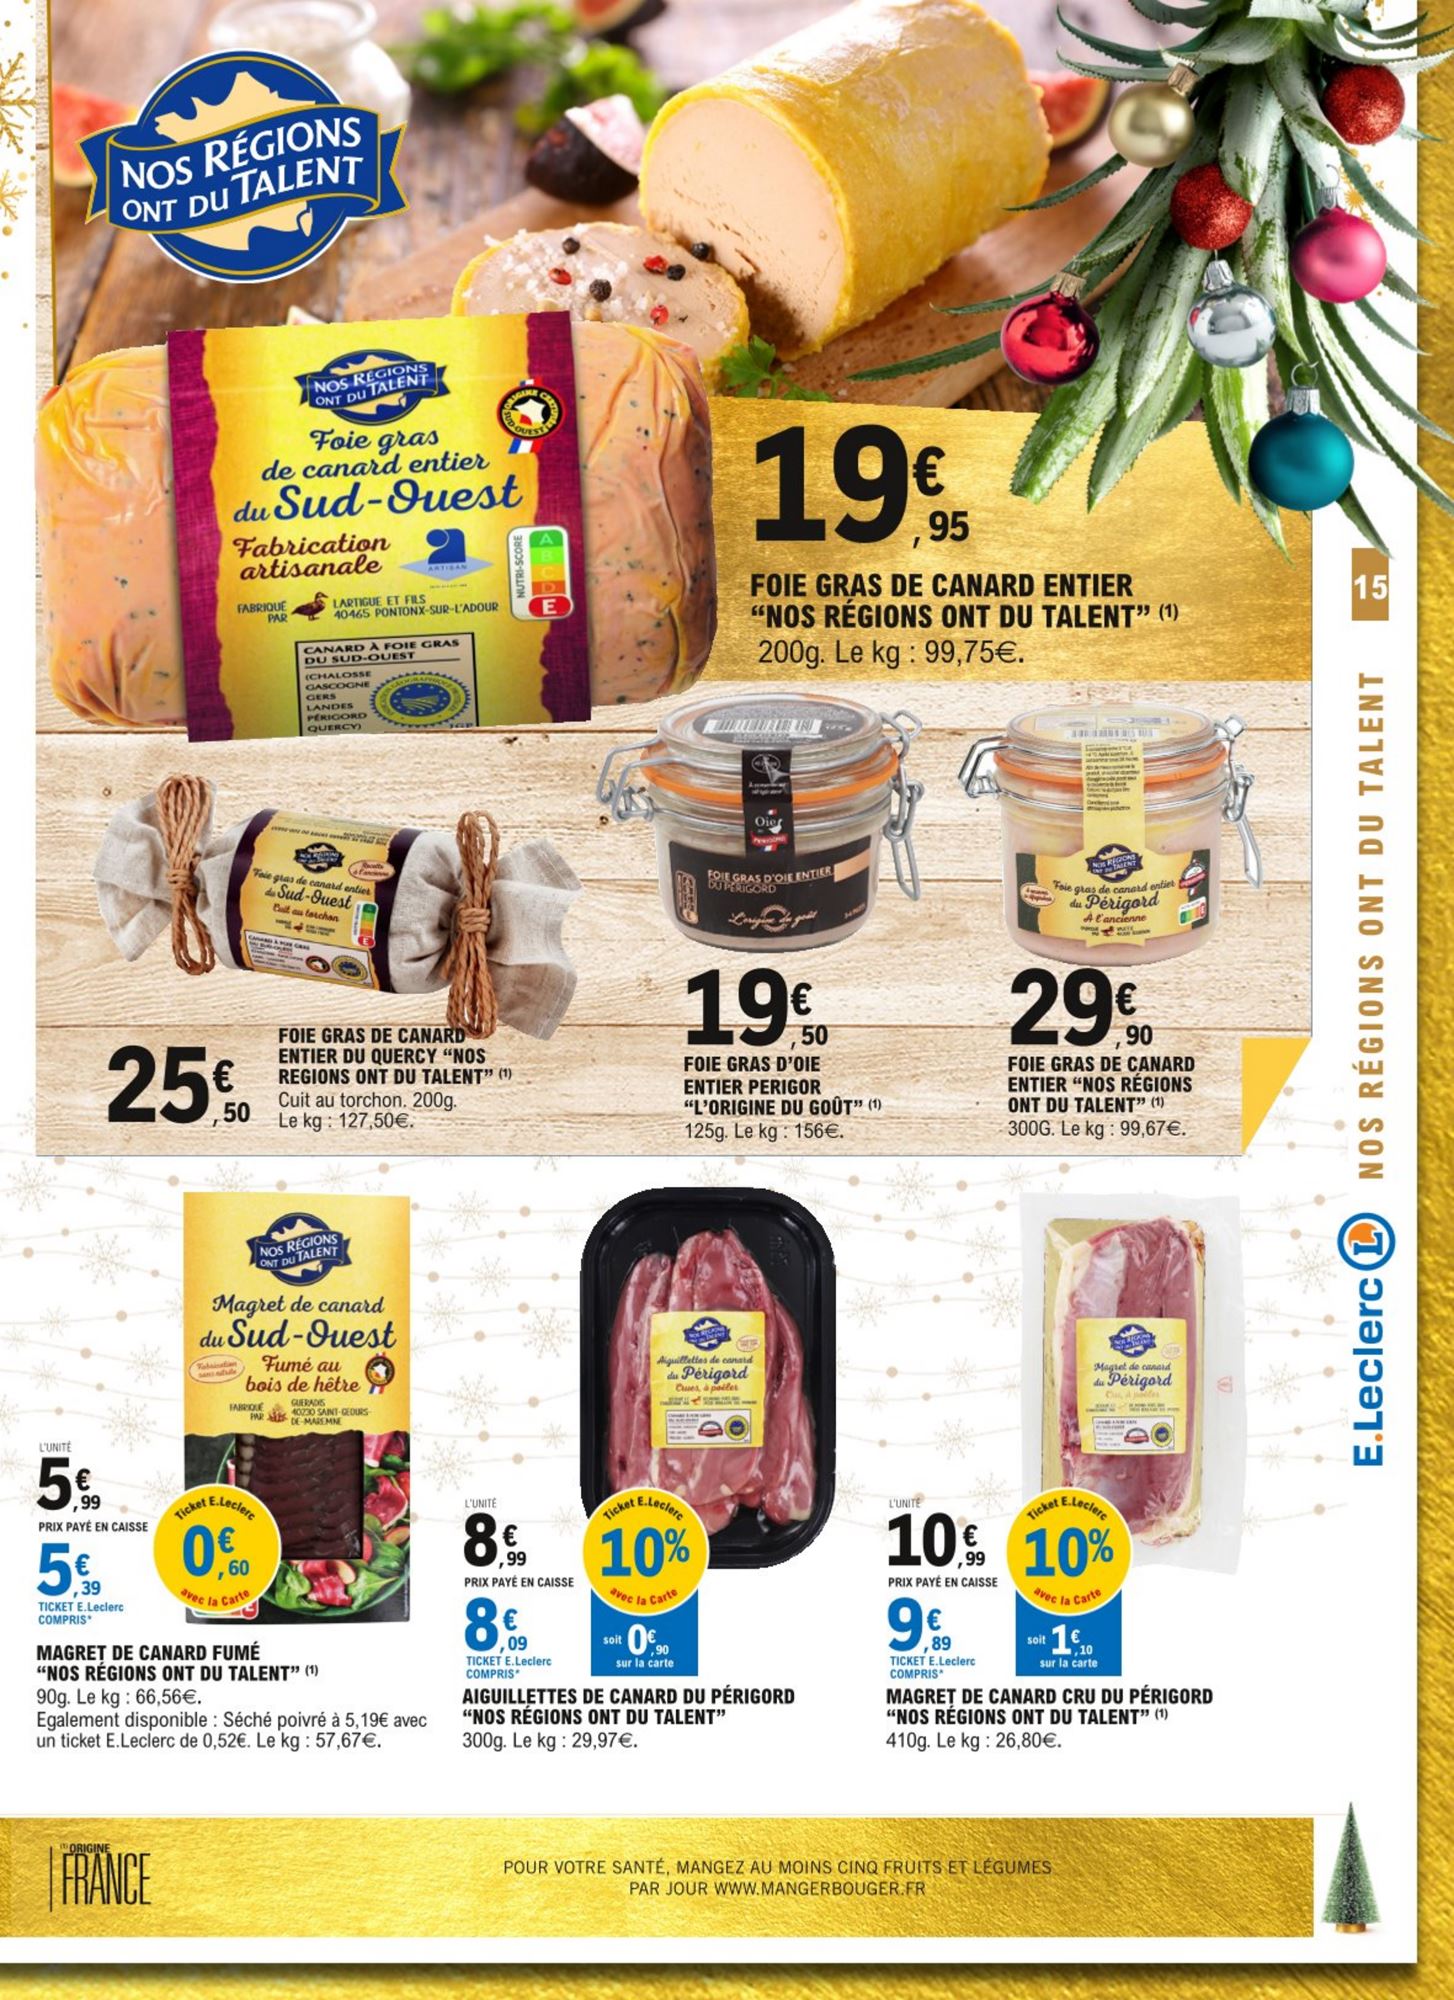 NOS RÉGIONS
ONT DU TALENT
NOS RÉGIONS
ONT DU TALENT
Foie gras
de canard entier
du Sud-Ouest
Fabrication
artisanale
ARTISAN
ORIGINE
SUD-OUEST
NUTRI-SCORE
A
B
C
D
E
FABRIQUÉ
PAR
LARTIGUE ET FILS
40465 PONTONX-SUR-L'ADOUR
CANARD À FOIE GRAS
DU SUD-OUEST
(CHALOSSE
GASCOGNE
GERS
LANDES
PÉRIGORD
QUERCY)
IGP
19€,95
FOIE GRAS DE CANARD ENTIER
“NOS RÉGIONS ONT DU TALENT” (1)
200g. Le kg : 99,75€.
15
NOS RÉGIONS ONT DU TALENT
E.Leclerc L
Foie gras de canard entier
du Sud-Ouest
Cuit au torchon
25€,50
FOIE GRAS DE CANARD
ENTIER DU QUERCY “NOS
REGIONS ONT DU TALENT” (1)
Cuit au torchon. 200g.
Le kg : 127,50€.
Oie
FOIE GRAS D'OIE ENTIER
DU PÉRIGORD
L'origine du goût
19€,50
FOIE GRAS D'OIE
ENTIER PERIGOR
“L'ORIGINE DU GOÛT” (1)
125g. Le kg : 156€.
NOS RÉGIONS
ONT DU TALENT
Foie gras de canard entier
du Périgord
A l'ancienne
29€,90
FOIE GRAS DE CANARD
ENTIER “NOS RÉGIONS
ONT DU TALENT” (1)
300G. Le kg : 99,67€.
NOS RÉGIONS
ONT DU TALENT
Magret de canard
du Sud-Ouest
Fabrication
sans nitrite
Fumé au
bois de hêtre
FABRIQUÉ
PAR
GUERADIS
40230 SAINT-GEOURS-
DE-MAREMNE
L'UNITÉ
5€,99
PRIX PAYÉ EN CAISSE
5€,39
TICKET E.Leclerc
COMPRIS*
Ticket E.Leclerc
0€,60
avec la Carte
MAGRET DE CANARD FUMÉ
“NOS RÉGIONS ONT DU TALENT” (1)
90g. Le kg : 66,56€.
Egalement disponible : Séché poivré à 5,19€ avec
un ticket E.Leclerc de 0,52€. Le kg : 57,67€.
Aiguillettes de canard
du Périgord
Crues, à poêler
L'UNITÉ
8€,99
PRIX PAYÉ EN CAISSE
8€,09
TICKET E.Leclerc
COMPRIS*
Ticket E.Leclerc
10%
avec la Carte
soit 0€,90
sur la carte
AIGUILLETTES DE CANARD DU PÉRIGORD
“NOS RÉGIONS ONT DU TALENT”
300g. Le kg : 29,97€.
Magret de canard
du Périgord
Cru, à poêler
L'UNITÉ
10€,99
PRIX PAYÉ EN CAISSE
9€,89
TICKET E.Leclerc
COMPRIS*
Ticket E.Leclerc
10%
avec la Carte
soit 1€,10
sur la carte
MAGRET DE CANARD CRU DU PÉRIGORD
“NOS RÉGIONS ONT DU TALENT” (1)
410g. Le kg : 26,80€.
(1) ORIGINE
FRANCE
POUR VOTRE SANTÉ, MANGEZ AU MOINS CINQ FRUITS ET LÉGUMES
PAR JOUR WWW.MANGERBOUGER.FR